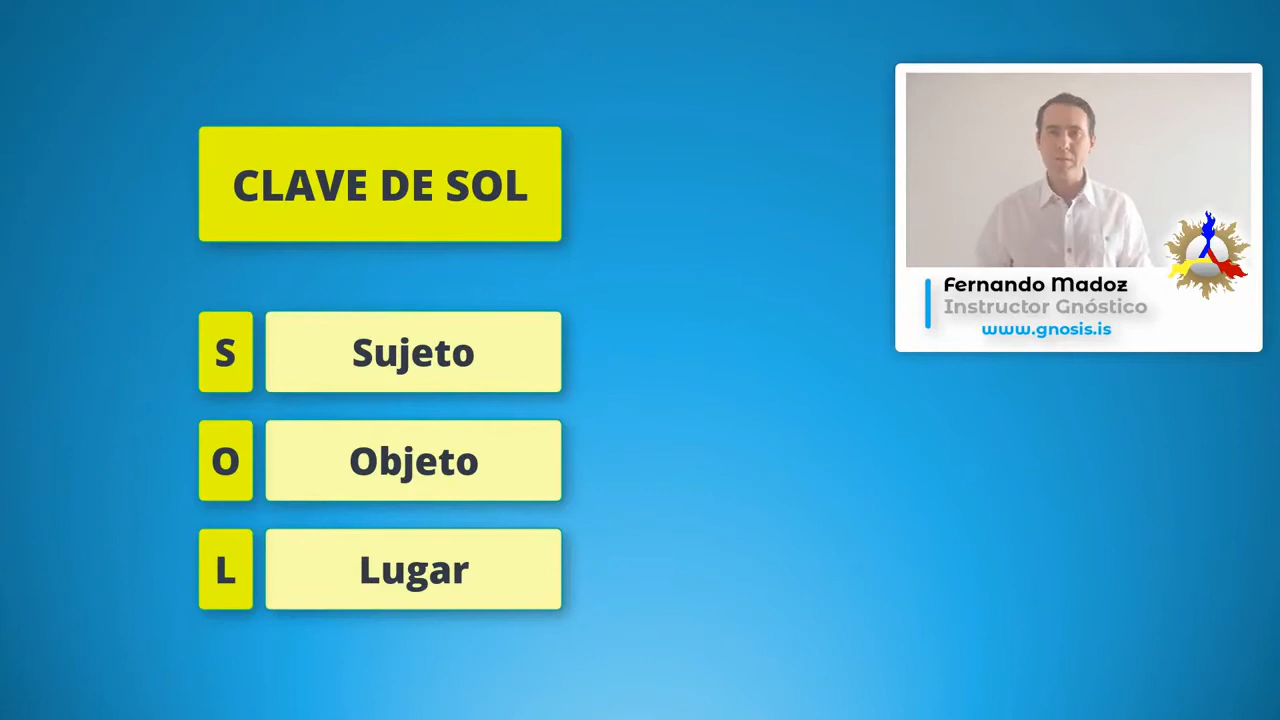 CLAVE DE SOL
S Sujeto
O Objeto
L Lugar
Fernando Madoz
Instructor Gnóstico
www.gnosis.is